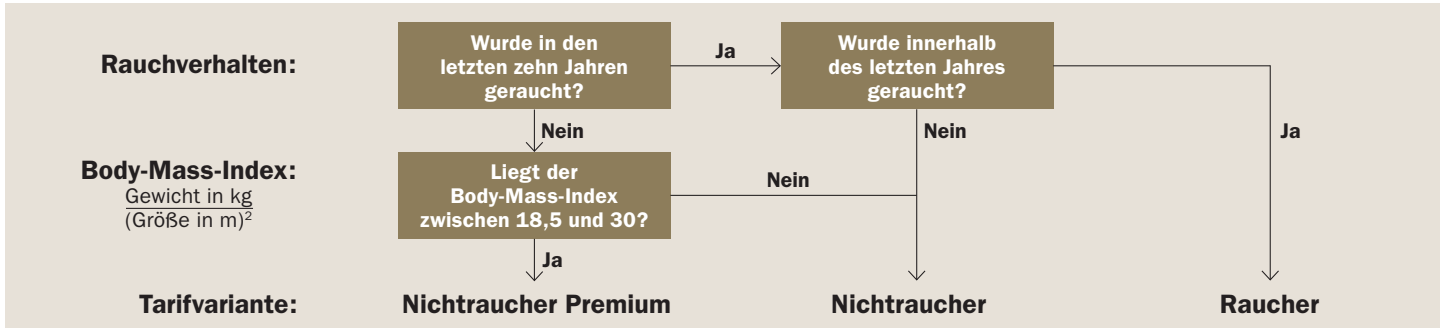 Rauchverhalten:
Wurde in den
letzten zehn Jahren
geraucht?
Ja
Wurde innerhalb
des letzten Jahres
geraucht?
Nein
Nein
Ja
Body-Mass-Index:
Gewicht in kg
(Größe in m)²
Liegt der
Body-Mass-Index
zwischen 18,5 und 30?
Nein
Ja
Tarifvariante:
Nichtraucher Premium
Nichtraucher
Raucher